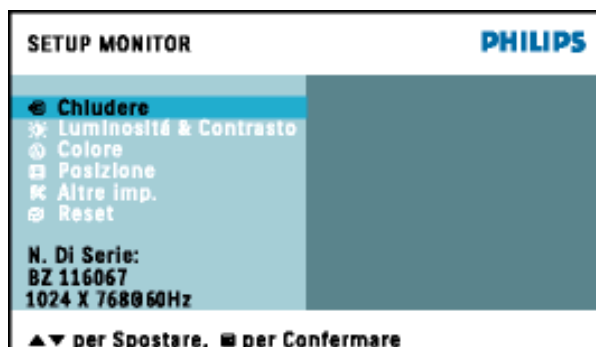 SETUP MONITOR PHILIPS
Chiudere
Luminositá & Contrasto
Colore
Posizione
Altre imp.
Reset
N. Di Serie:
BZ 116067
1024 X 768@60Hz
▲▼ per Spostare, per Confermare